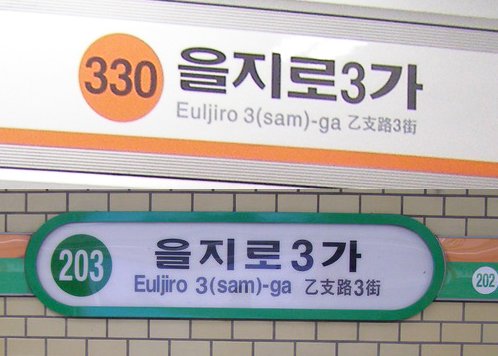 330 을지로3가
Euljiro 3(sam)-ga 乙支路3街
203 을지로3가
Euljiro 3(sam)-ga 乙支路3街
202